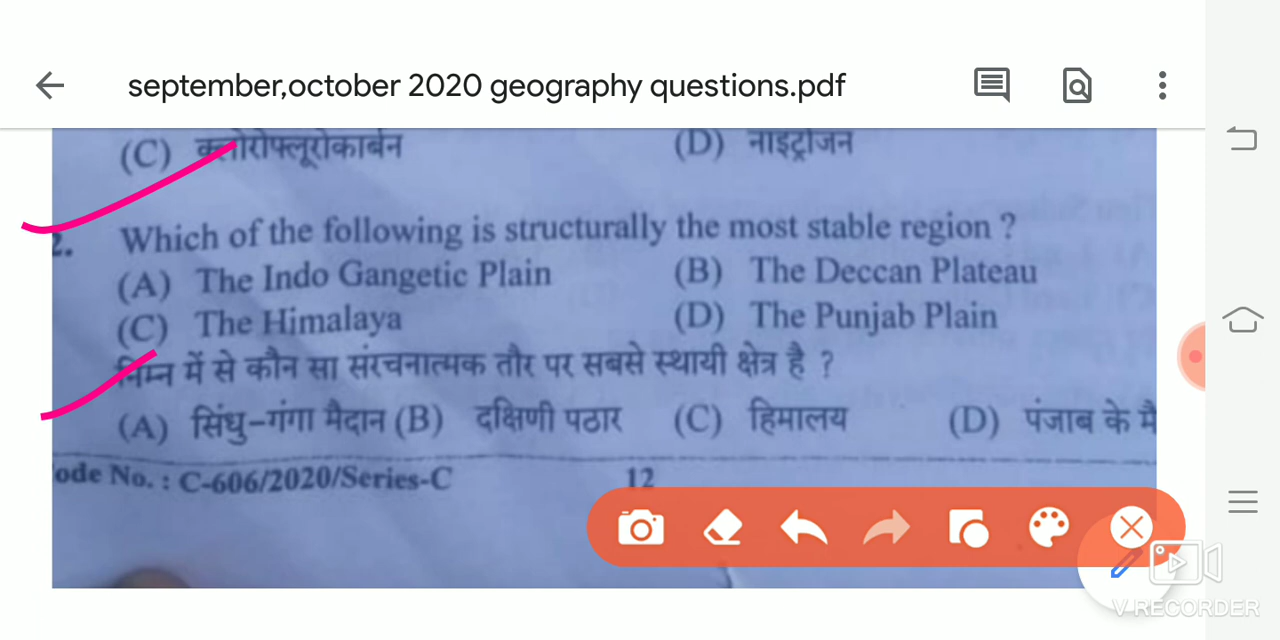 september,october 2020 geography questions.pdf
(C) क्लोरोफ्लूरोकार्बन (D) नाइट्रोजन
2. Which of the following is structurally the most stable region ?
(A) The Indo Gangetic Plain (B) The Deccan Plateau
(C) The Himalaya (D) The Punjab Plain
निम्न में से कौन सा संरचनात्मक तौर पर सबसे स्थायी क्षेत्र है ?
(A) सिंधु-गंगा मैदान (B) दक्षिणी पठार (C) हिमालय (D) पंजाब के मै
ode No. : C-606/2020/Series-C 12
V RECORDER